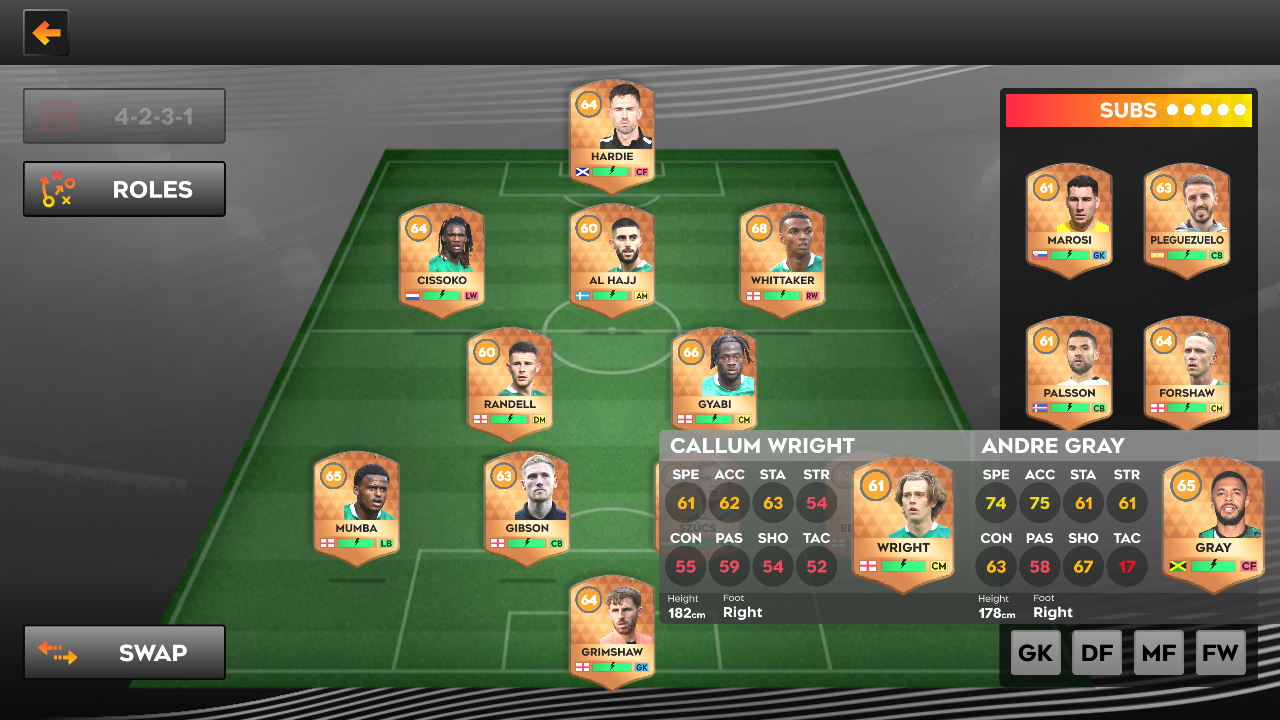 4-2-3-1
ROLES
SWAP
64
HARDIE
CF
64
CISSOKO
LW
60
AL HAJJ
AM
68
WHITTAKER
RW
60
RANDELL
DM
66
GYABI
CM
65
MUMBA
LB
63
GIBSON
CB
SZÜCS
64
GRIMSHAW
GK
SUBS
61
MAROSI
GK
63
PLEGUEZUELO
CB
61
PALSSON
CB
64
FORSHAW
CM
CALLUM WRIGHT
SPE ACC STA STR
61 62 63 54
CON PAS SHO TAC
55 59 54 52
Height Foot
182cm Right
61
WRIGHT
CM
ANDRE GRAY
SPE ACC STA STR
74 75 61 61
CON PAS SHO TAC
63 58 67 17
Height Foot
178cm Right
65
GRAY
CF
GK DF MF FW